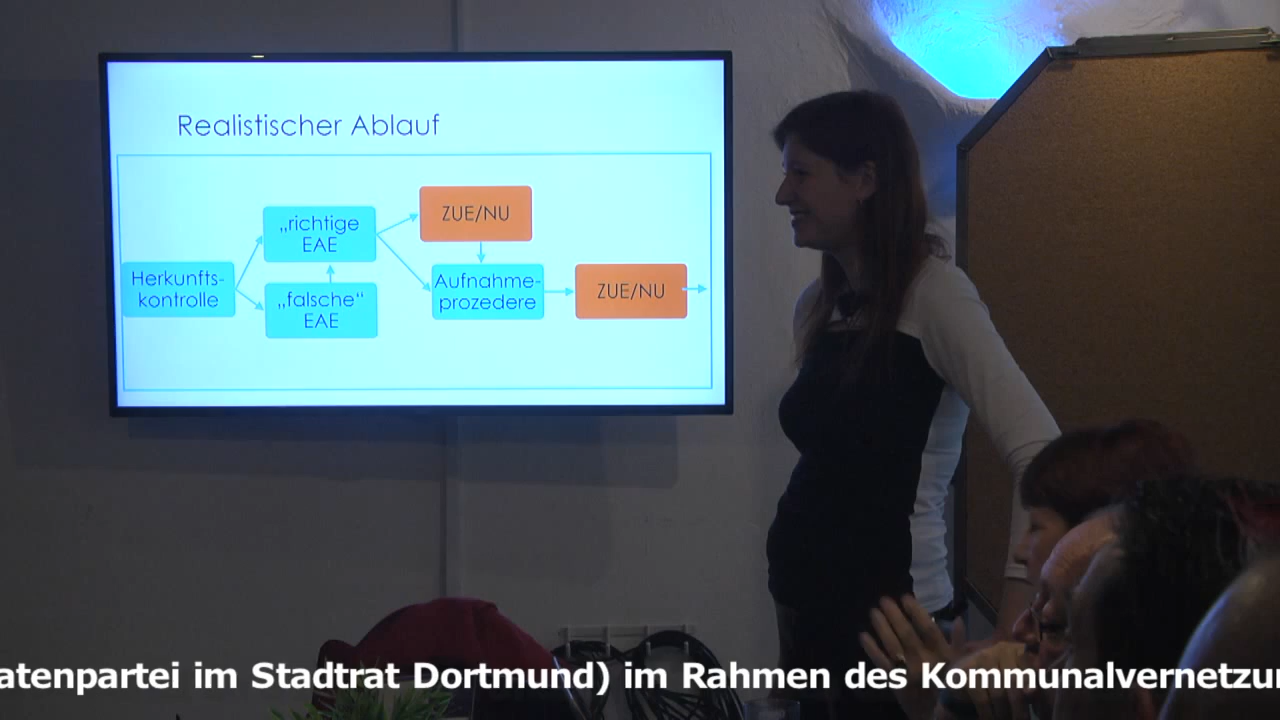 Realistischer Ablauf
ZUE/NU
„richtige
EAE
Herkunfts-
kontrolle
„falsche“
EAE
Aufnahme-
prozedere
ZUE/NU
atenpartei im Stadtrat Dortmund) im Rahmen des Kommunalvernetzu